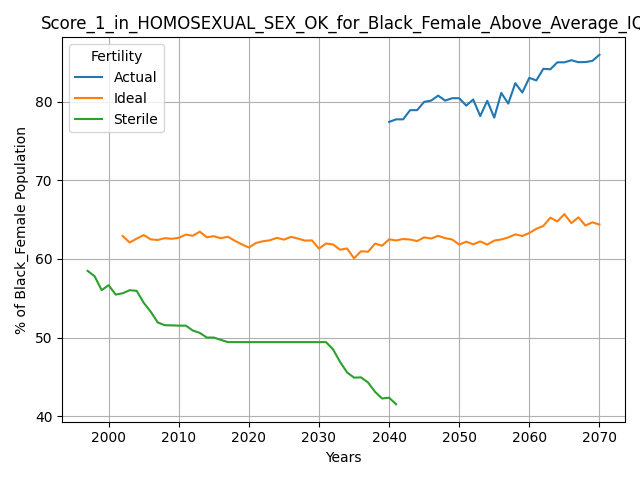 Score_1_in_HOMOSEXUAL_SEX_OK_for_Black_Female_Above_Average_IQ
Fertility
Actual
Ideal
Sterile
% of Black_Female Population
80
70
60
50
40
2000 2010 2020 2030 2040 2050 2060 2070
Years